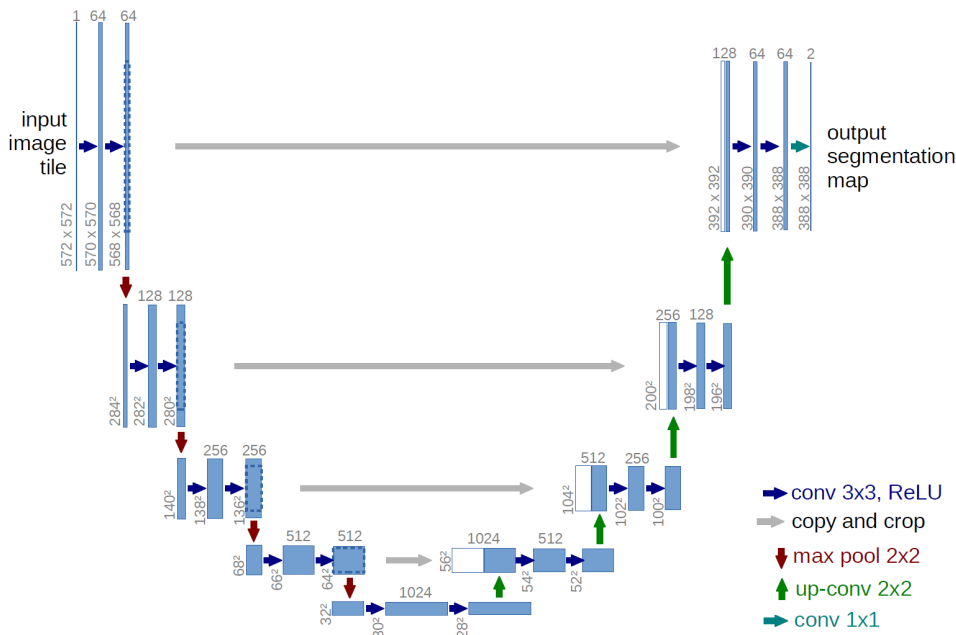 1 64 64
128 64 64 2
input
image
tile
output
segmentation
map
572 x 572
570 x 570
568 x 568
392 x 392
390 x 390
388 x 388
388 x 388
128 128
256 128
284²
282²
280²
200²
198²
196²
256 256
512 256
140²
138²
136²
104²
102²
100²
conv 3x3, ReLU
copy and crop
max pool 2x2
up-conv 2x2
conv 1x1
512 512
1024 512
68²
66²
64²
56²
54²
52²
1024
32²
30²
28²